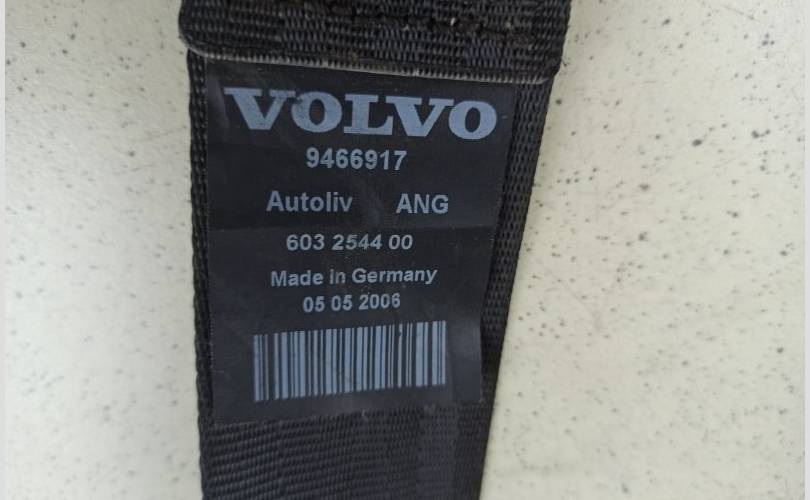 VOLVO
9466917
Autoliv ANG
603 2544 00
Made in Germany
05 05 2006